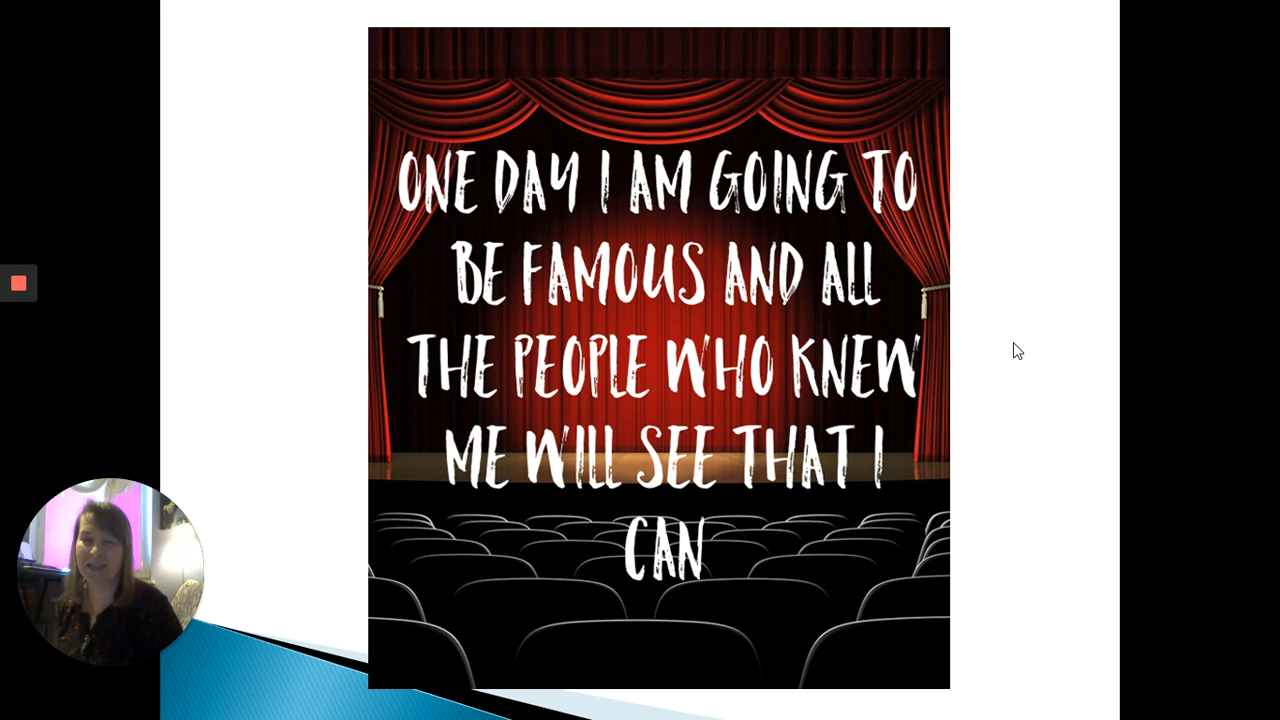 ONE DAY I AM GOING TO
BE FAMOUS AND ALL
THE PEOPLE WHO KNEW
ME WILL SEE THAT I
CAN